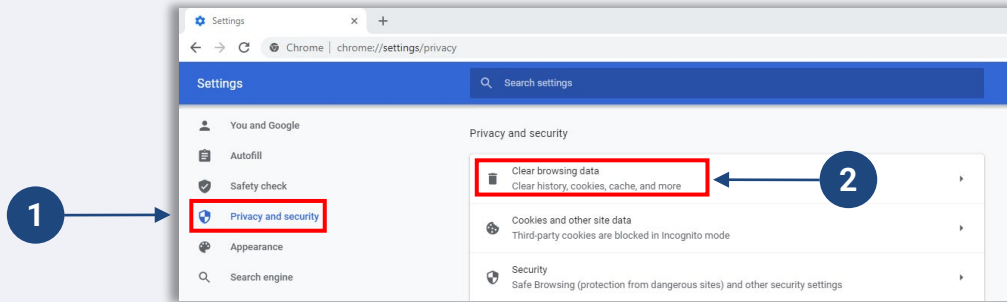 Settings
Chrome | chrome://settings/privacy
Settings
Search settings
You and Google
Autofill
Safety check
Privacy and security
Appearance
Search engine
Privacy and security
Clear browsing data
Clear history, cookies, cache, and more
Cookies and other site data
Third-party cookies are blocked in Incognito mode
Security
Safe Browsing (protection from dangerous sites) and other security settings
1
2